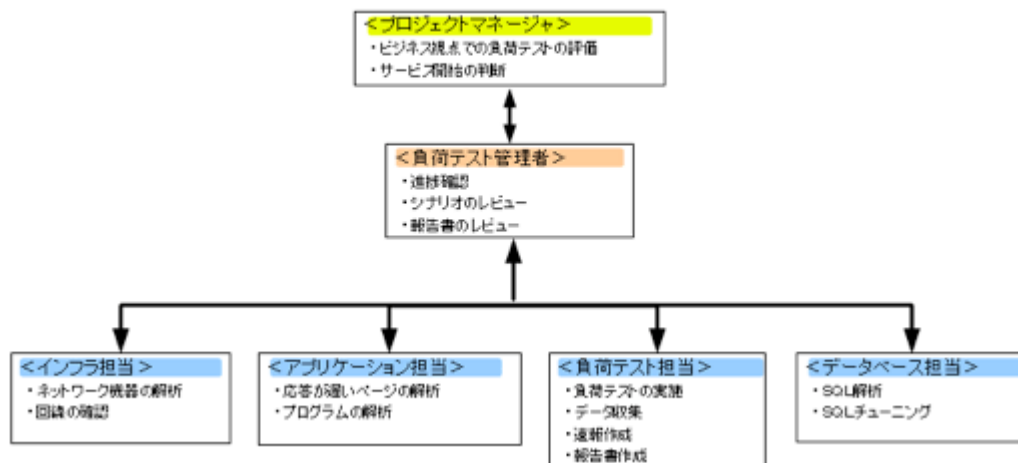 ＜プロジェクトマネージャ＞
・ビジネス視点での負荷テストの評価
・サービス開始の判断
＜負荷テスト管理者＞
・進捗確認
・シナリオのレビュー
・報告書のレビュー
＜インフラ担当＞
・ネットワーク機器の解析
・回線の確認
＜アプリケーション担当＞
・応答が遅いページの解析
・プログラムの解析
＜負荷テスト担当＞
・負荷テストの実施
・データ収集
・速報作成
・報告書作成
＜データベース担当＞
・SQL解析
・SQLチューニング